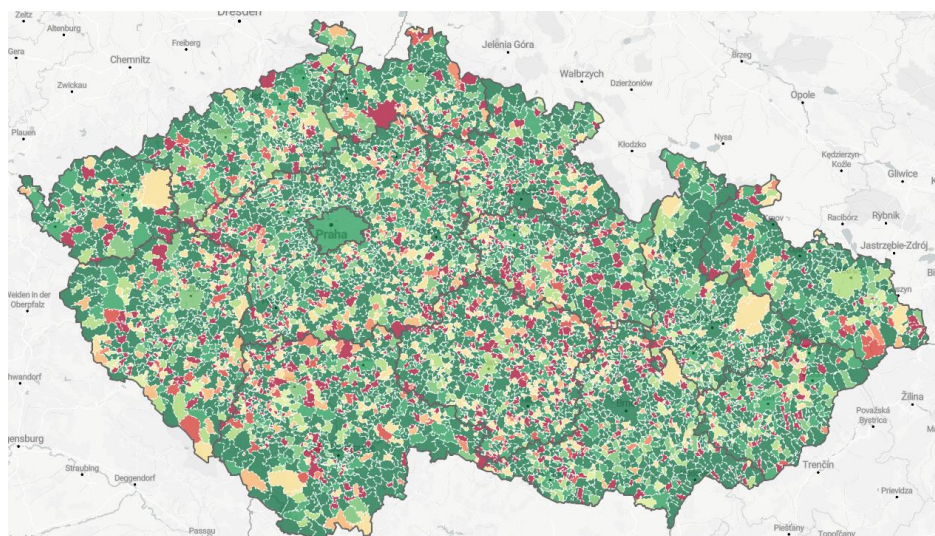 Zeitz
Dresden
Altenburg
Gera
Freiberg
Jelenia Góra
Chemnitz
Brzeg
Wałbrzych
Zwickau
Dzierżoniów
Opole
Plauen
Nysa
Kłodzko
Kędzierzyn
Koźle
Gliwice
Racibórz
Rybnik
Praha
Jastrzębie-Zdrój
Weiden in der
Oberpfalz
Žilina
Považská
Bystrica
Straubing
Deggendorf
Trenčín
Prievidza
Passau
Piešťany
Topoľčany